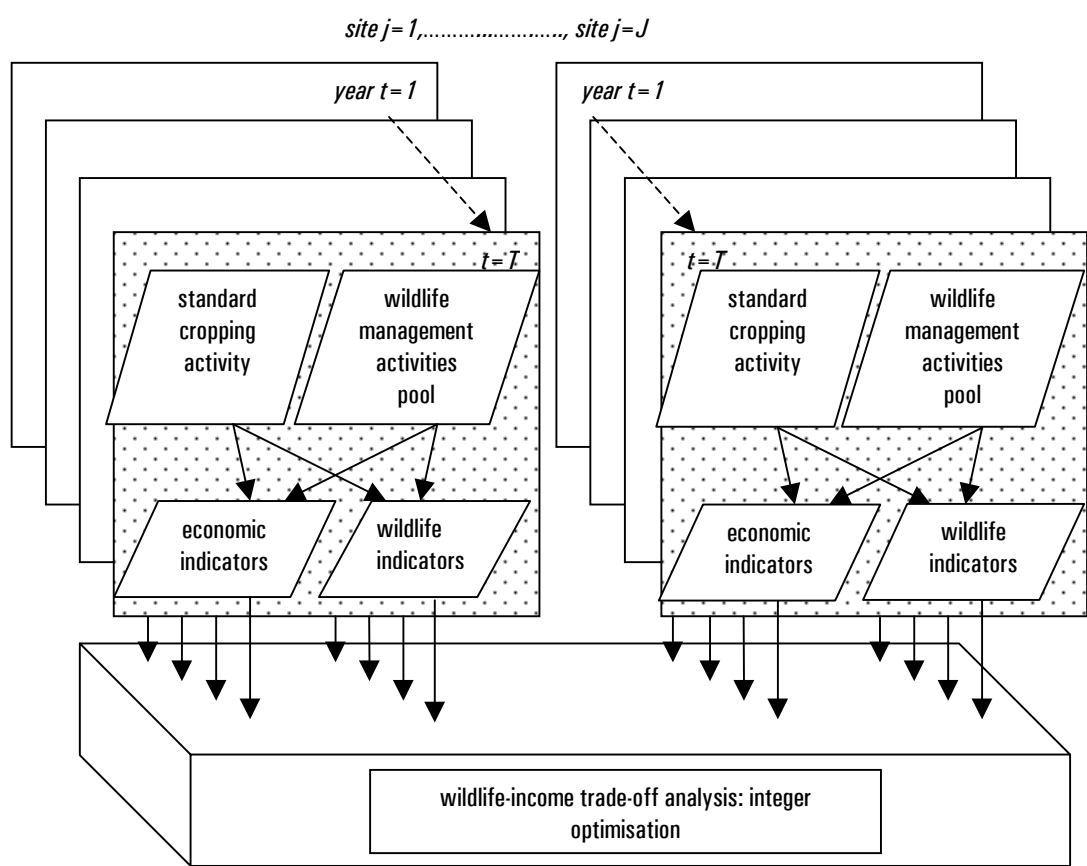 site j=1,..........................., site j=J
year t=1
year t=1
t=T
standard
cropping
activity
wildlife
management
activities
pool
economic
indicators
wildlife
indicators
t=T
standard
cropping
activity
wildlife
management
activities
pool
economic
indicators
wildlife
indicators
wildlife-income trade-off analysis: integer
optimisation